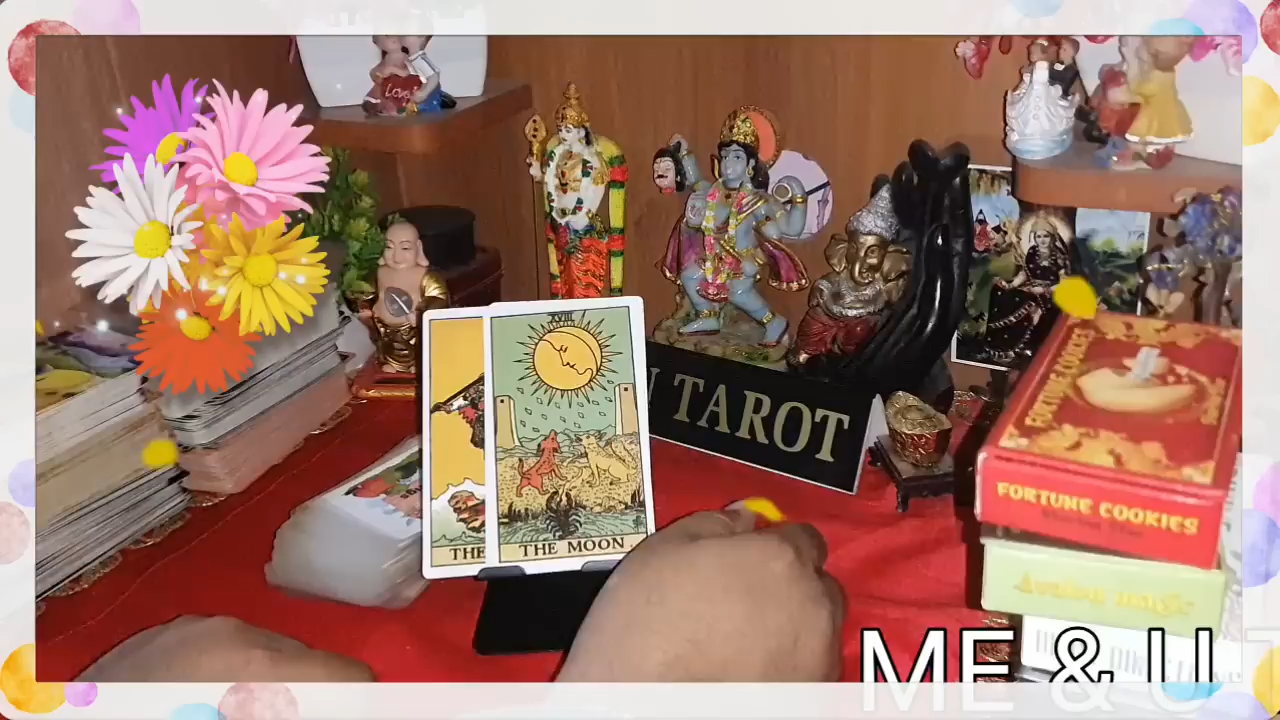 Love
XVIII
THE
THE MOON
N TAROT
FORTUNE COOKIES
FORTUNE COOKIES
ME & U T